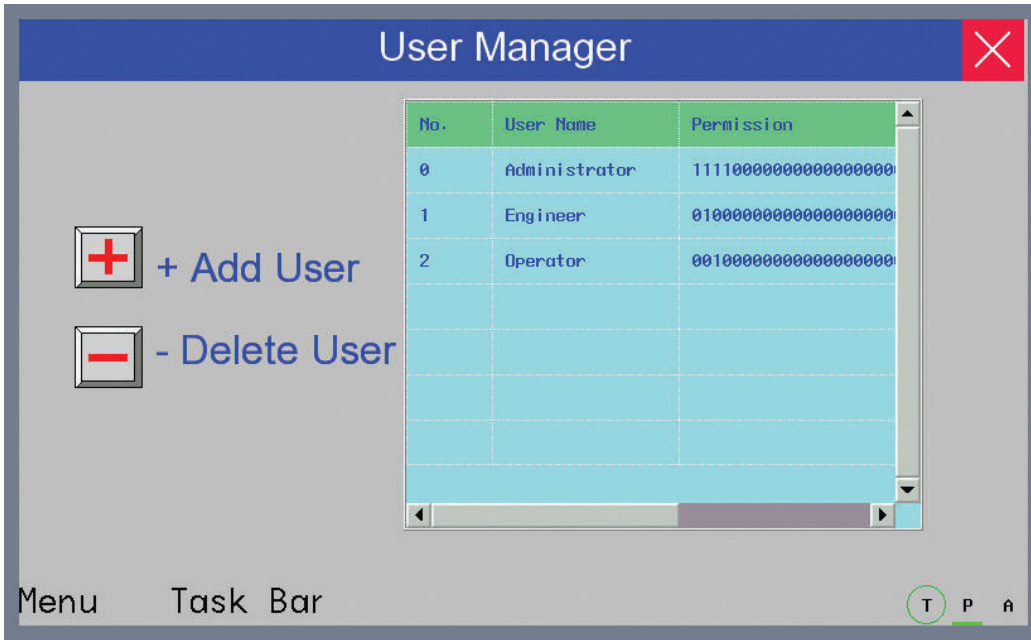 User Manager
No. User Name Permission
0 Administrator 11110000000000000000
1 Engineer 01000000000000000000
2 Operator 00100000000000000000
+ Add User
- Delete User
Menu Task Bar
T P A